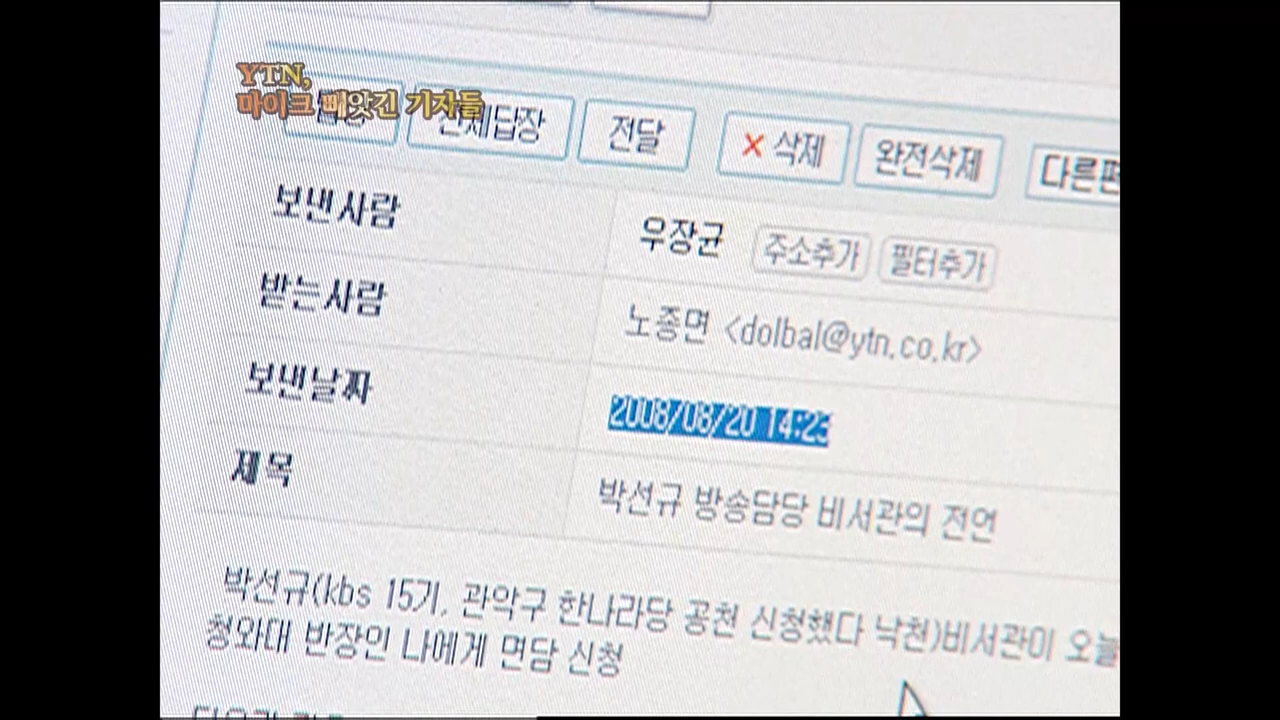 YTN,
마이크 빼앗긴 기자들
전체답장 전달 × 삭제 완전삭제 다른편
보낸사람 우장균 주소추가 필터추가
받는사람 노종면 <dolbal@ytn.co.kr>
보낸날짜 2008/08/20 14:23
제목 박선규 방송담당 비서관의 전언
박선규(kbs 15기, 관악구 한나라당 공천 신청했다 낙천)비서관이 오늘
청와대 반장인 나에게 면담 신청